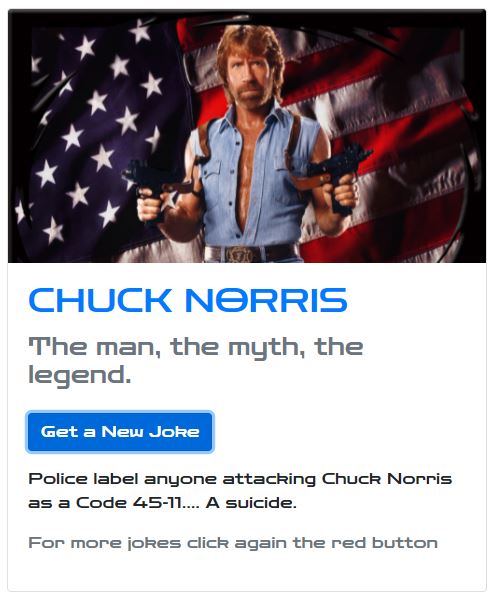 CHUCK NORRIS
The man, the myth, the
legend.
Get a New Joke
Police label anyone attacking Chuck Norris
as a Code 45-11.... A suicide.
For more jokes click again the red button